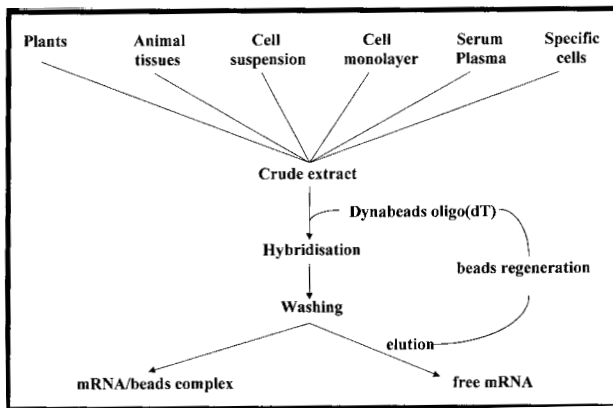 Plants
Animal
tissues
Cell
suspension
Cell
monolayer
Serum
Plasma
Specific
cells
Crude extract
Dynabeads oligo(dT)
Hybridisation
beads regeneration
Washing
elution
mRNA/beads complex
free mRNA